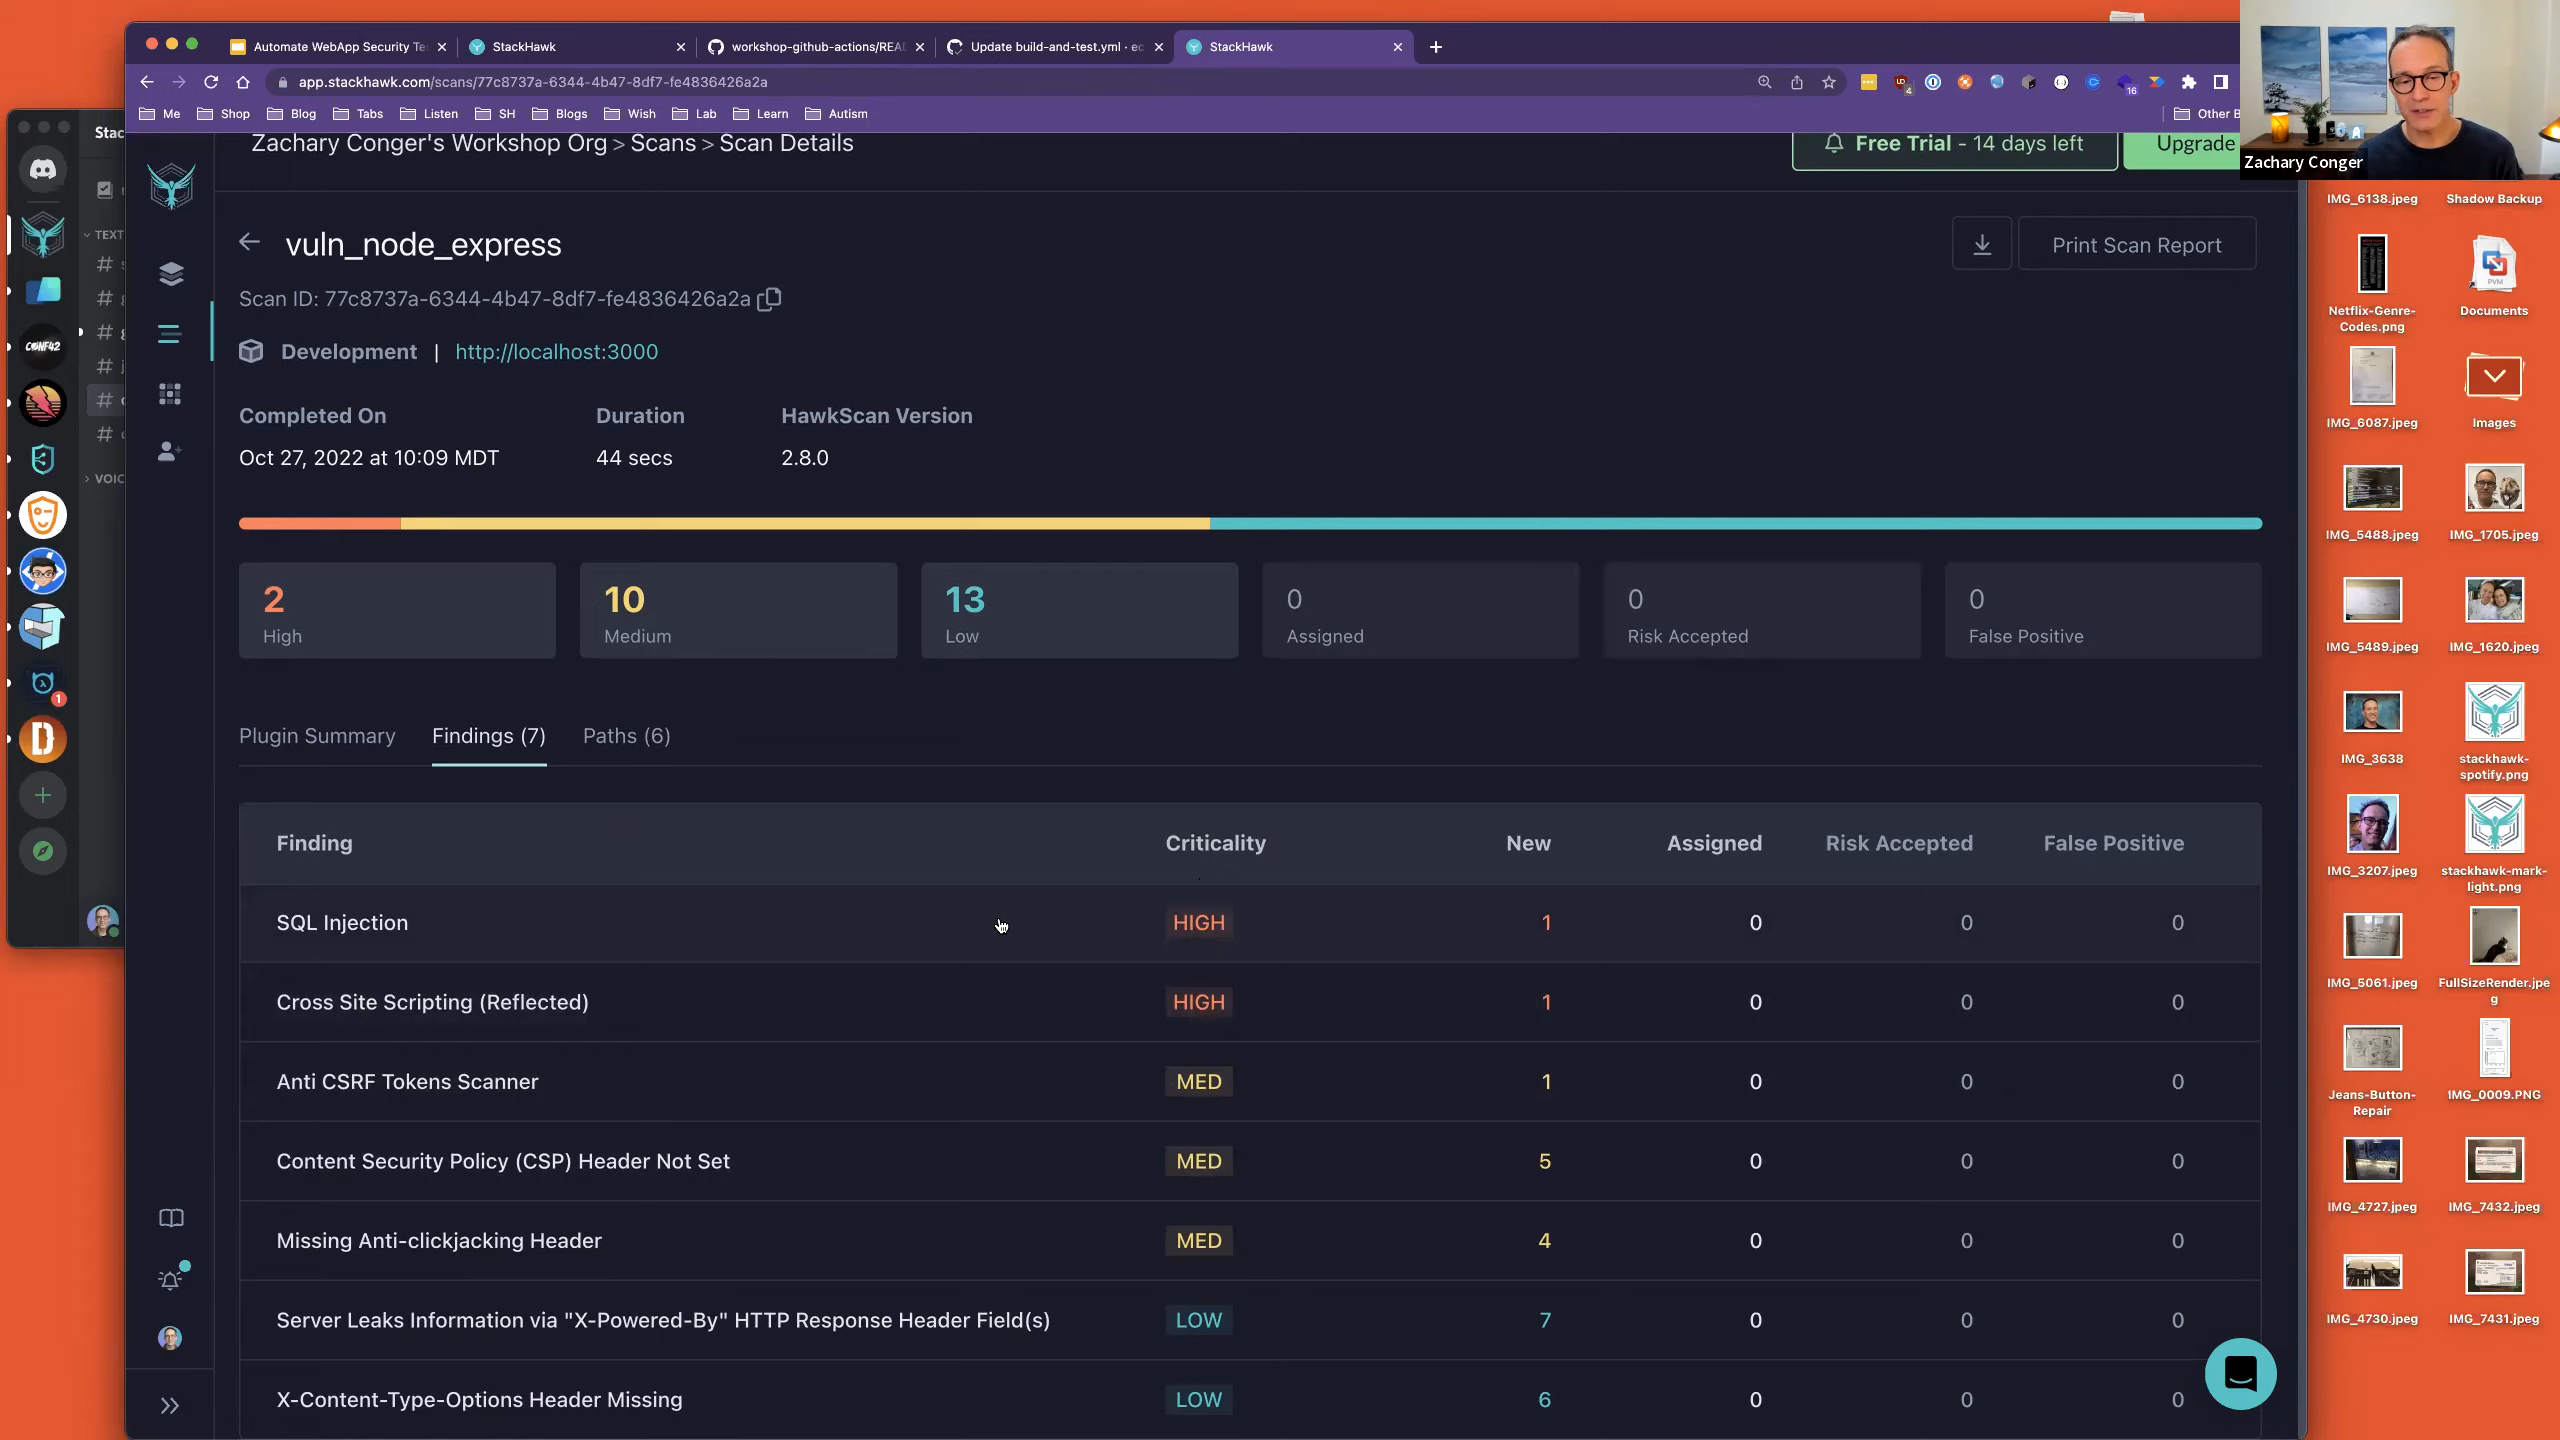 Automate WebApp Security Te
StackHawk
workshop-github-actions/REA
Update build-and-test.yml · ec
StackHawk
app.stackhawk.com/scans/77c8737a-6344-4b47-8df7-fe4836426a2a
4
16
Me
Shop
Blog
Tabs
Listen
SH
Blogs
Wish
Lab
Learn
Autism
Other B
Zachary Conger
Stac
TEXT
VOIC
CONF42
1
Zachary Conger's Workshop Org > Scans > Scan Details
Free Trial - 14 days left
Upgrade
vuln_node_express
Print Scan Report
Scan ID: 77c8737a-6344-4b47-8df7-fe4836426a2a
Development | http://localhost:3000
Completed On
Duration
HawkScan Version
Oct 27, 2022 at 10:09 MDT
44 secs
2.8.0
2
High
10
Medium
13
Low
0
Assigned
0
Risk Accepted
0
False Positive
Plugin Summary
Findings (7)
Paths (6)
Finding Criticality New Assigned Risk Accepted False Positive
SQL Injection HIGH 1 0 0 0
Cross Site Scripting (Reflected) HIGH 1 0 0 0
Anti CSRF Tokens Scanner MED 1 0 0 0
Content Security Policy (CSP) Header Not Set MED 5 0 0 0
Missing Anti-clickjacking Header MED 4 0 0 0
Server Leaks Information via "X-Powered-By" HTTP Response Header Field(s) LOW 7 0 0 0
X-Content-Type-Options Header Missing LOW 6 0 0 0
IMG_6138.jpeg
Shadow Backup
Netflix-Genre-
Codes.png
PVM
Documents
IMG_6087.jpeg
Images
IMG_5488.jpeg
IMG_1705.jpeg
IMG_5489.jpeg
IMG_1620.jpeg
IMG_3638
stackhawk-
spotify.png
IMG_3207.jpeg
stackhawk-mark-
light.png
IMG_5061.jpeg
FullSizeRender.jpe
g
Jeans-Button-
Repair
IMG_0009.PNG
IMG_4727.jpeg
IMG_7432.jpeg
IMG_4730.jpeg
IMG_7431.jpeg